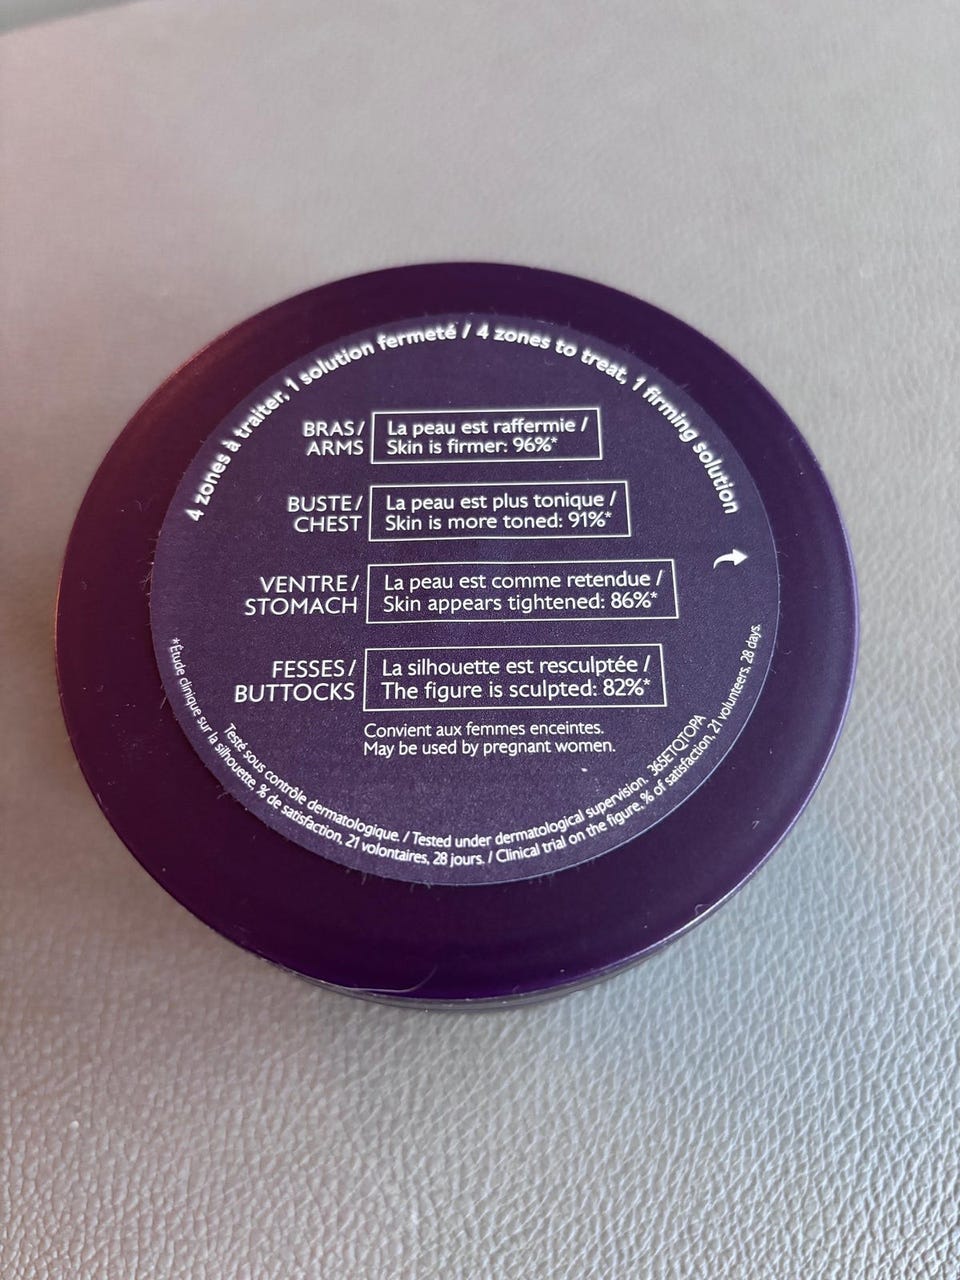 4 zones à traiter, 1 solution fermeté / 4 zones to treat, 1 firming solution
BRAS /
ARMS
La peau est raffermie /
Skin is firmer: 96%*
BUSTE /
CHEST
La peau est plus tonique /
Skin is more toned: 91%*
VENTRE /
STOMACH
La peau est comme retendue /
Skin appears tightened: 86%*
FESSES /
BUTTOCKS
La silhouette est resculptée /
The figure is sculpted: 82%*
Convient aux femmes enceintes.
May be used by pregnant women.
Testé sous contrôle dermatologique. / Tested under dermatological supervision. 365ETQTOPA
*Étude clinique sur la silhouette, % de satisfaction, 21 volontaires, 28 jours. / Clinical trial on the figure, % of satisfaction, 21 volunteers, 28 days.